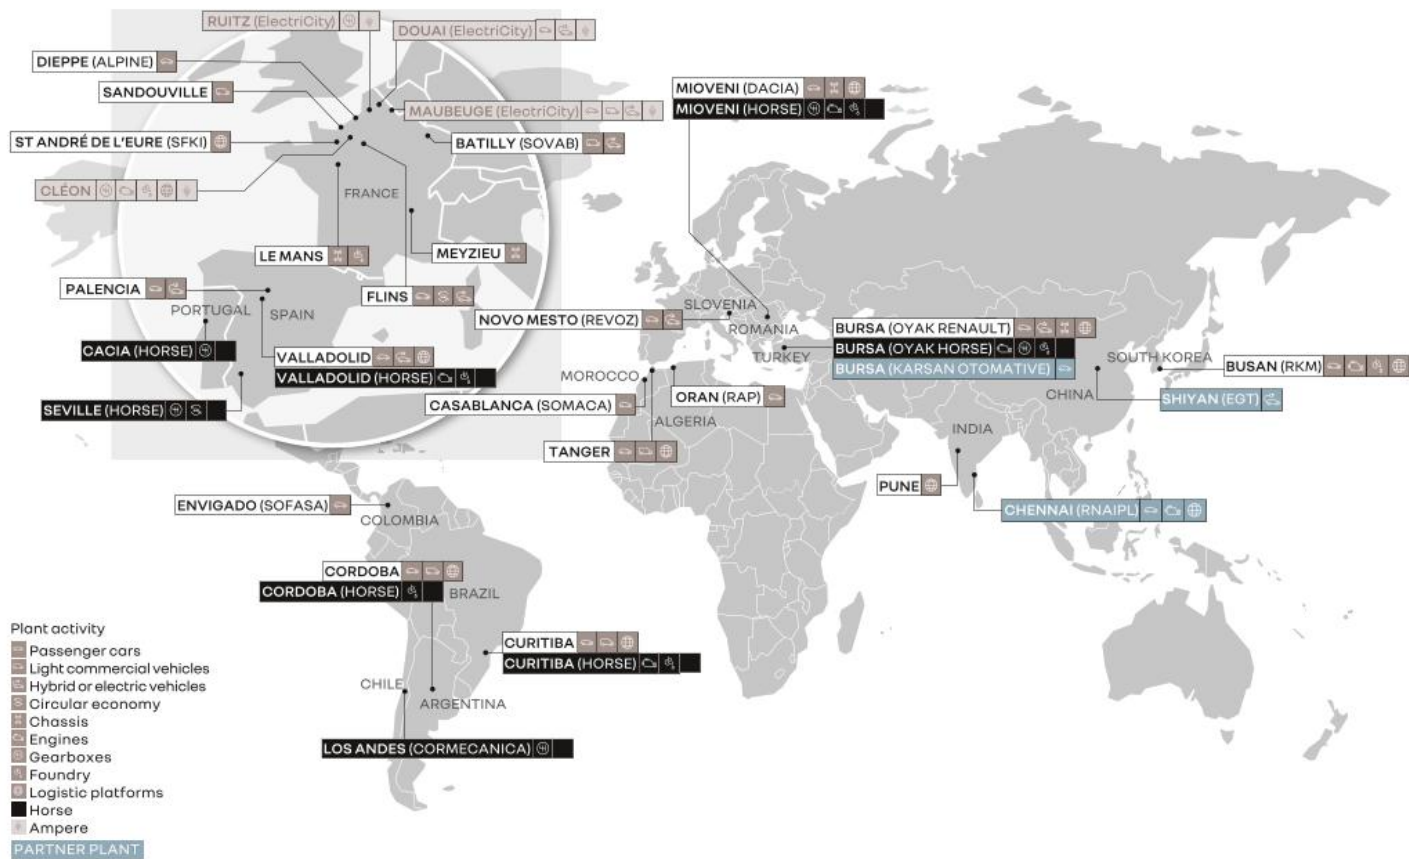 RUITZ (ElectriCity)
DOUAI (ElectriCity)
DIEPPE (ALPINE)
SANDOUVILLE
MAUBEUGE (ElectriCity)
MIOVENI (DACIA)
MIOVENI (HORSE)
ST ANDRÉ DE L'EURE (SFKI)
BATILLY (SOVAB)
CLÉON
FRANCE
LE MANS
MEYZIEU
PALENCIA
FLINS
PORTUGAL
SPAIN
SLOVENIA
NOVO MESTO (REVOZ)
ROMANIA
BURSA (OYAK RENAULT)
CACIA (HORSE)
VALLADOLID
TURKEY
BURSA (OYAK HORSE)
SOUTH KOREA
BUSAN (RKM)
VALLADOLID (HORSE)
MOROCCO
BURSA (KARSAN OTOMATIVE)
SEVILLE (HORSE)
CASABLANCA (SOMACA)
ORAN (RAP)
CHINA
SHIYAN (EGT)
ALGERIA
INDIA
TANGER
PUNE
ENVIGADO (SOFASA)
COLOMBIA
CHENNAI (RNAIPL)
CORDOBA
CORDOBA (HORSE)
BRAZIL
CURITIBA
CURITIBA (HORSE)
CHILE
ARGENTINA
LOS ANDES (CORMECANICA)
Plant activity
Passenger cars
Light commercial vehicles
Hybrid or electric vehicles
Circular economy
Chassis
Engines
Gearboxes
Foundry
Logistic platforms
Horse
Ampere
PARTNER PLANT